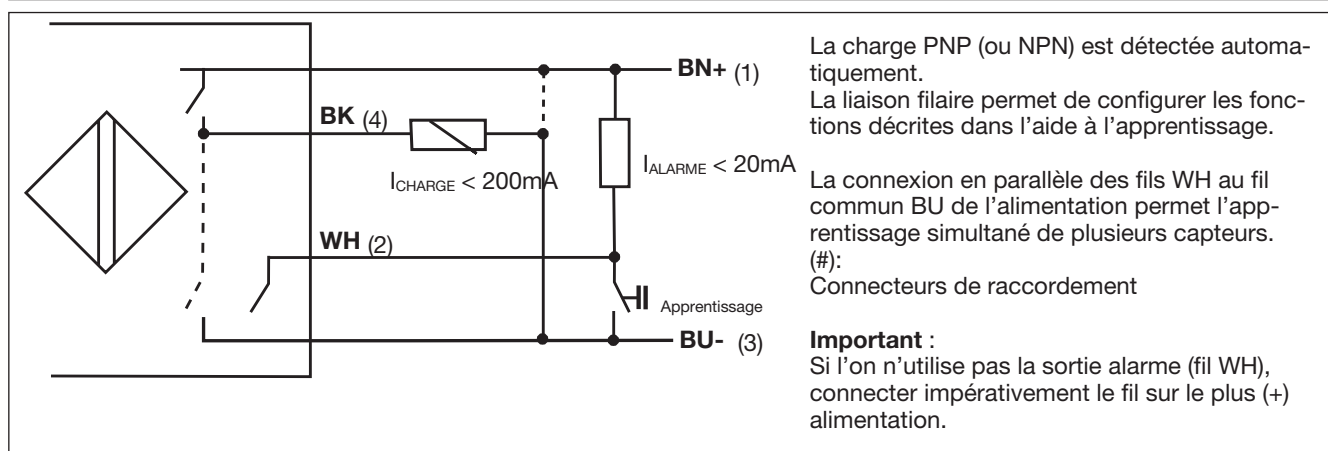 BN+ (1)
BK (4)
I_CHARGE < 200mA
I_ALARME < 20mA
WH (2)
Apprentissage
BU- (3)
La charge PNP (ou NPN) est détectée automa-
tiquement.
La liaison filaire permet de configurer les fonc-
tions décrites dans l’aide à l’apprentissage.
La connexion en parallèle des fils WH au fil
commun BU de l’alimentation permet l’app-
rentissage simultané de plusieurs capteurs.
(#):
Connecteurs de raccordement
Important :
Si l’on n’utilise pas la sortie alarme (fil WH),
connecter impérativement le fil sur le plus (+)
alimentation.